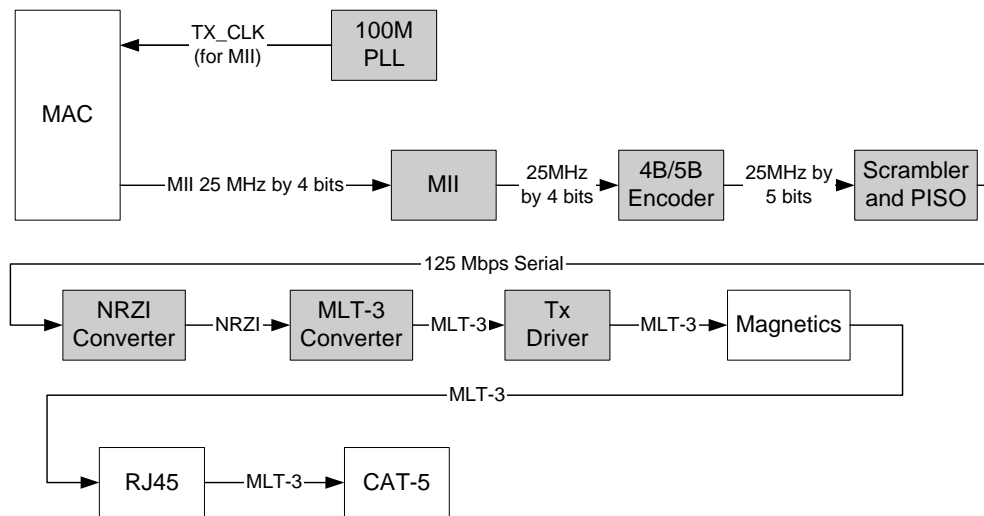 TX_CLK
(for MII)
100M
PLL
MAC
MII 25 MHz by 4 bits
MII
25MHz
by 4 bits
4B/5B
Encoder
25MHz by
5 bits
Scrambler
and PISO
125 Mbps Serial
NRZI
Converter
NRZI
MLT-3
Converter
MLT-3
Tx
Driver
MLT-3
Magnetics
MLT-3
RJ45
MLT-3
CAT-5